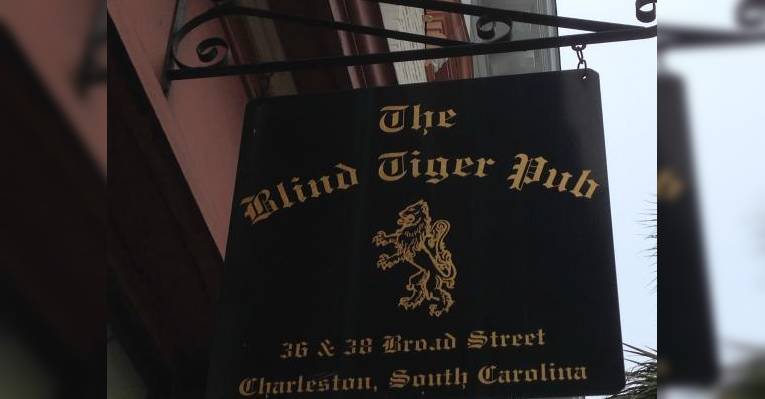 The
Blind Tiger Pub
36 & 38 Broad Street
Charleston, South Carolina